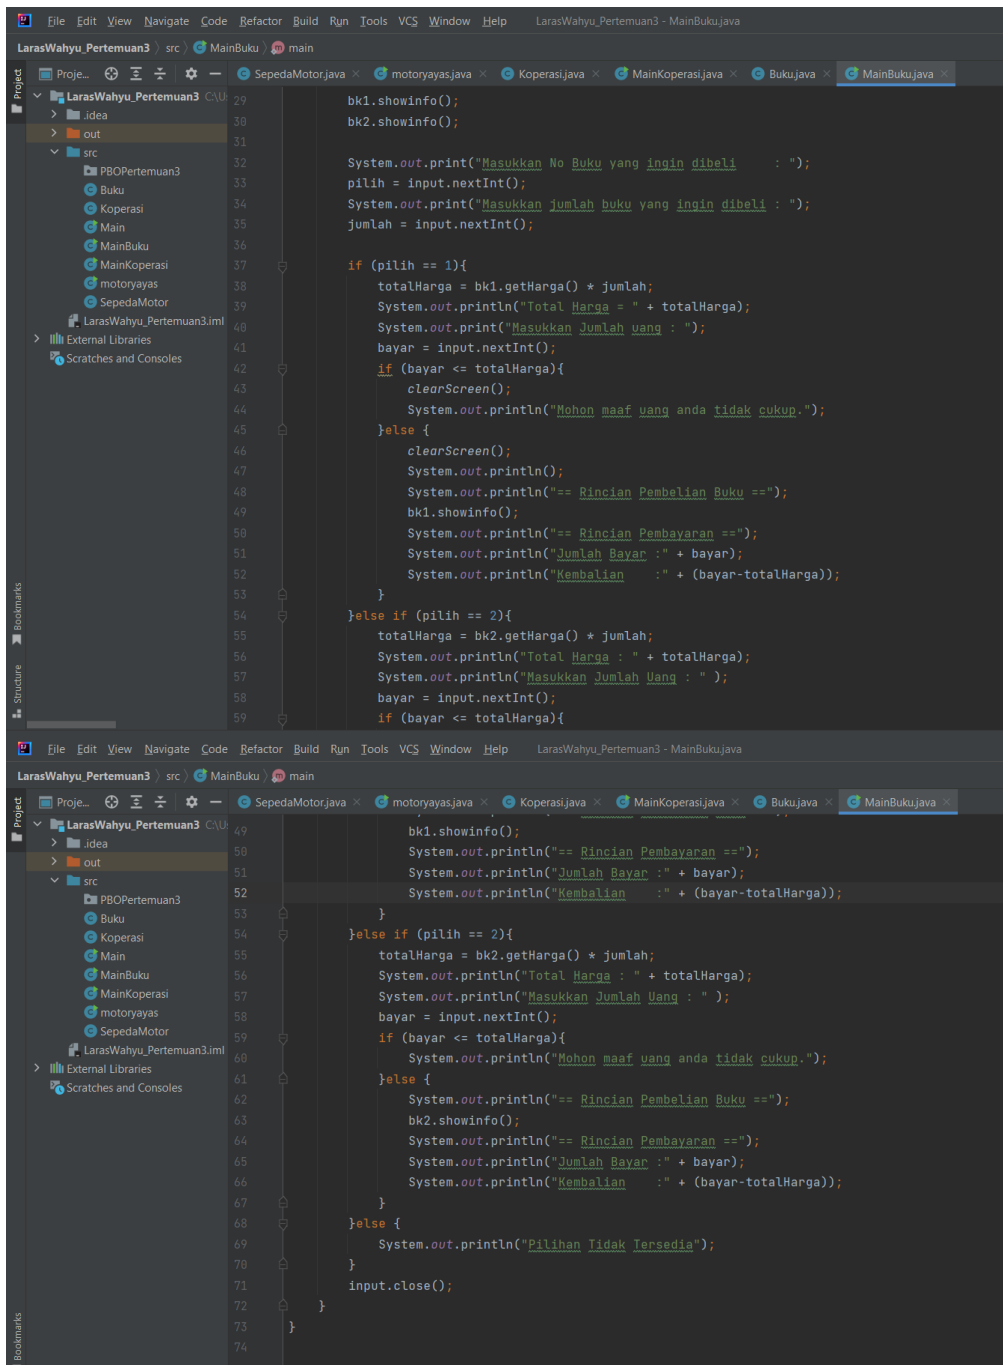 File Edit View Navigate Code Refactor Build Run Tools VCS Window Help LarasWahyu_Pertemuan3 - MainBuku.java
LarasWahyu_Pertemuan3 src MainBuku main
Project
Proje...
SepedaMotor.java motoryayas.java Koperasi.java MainKoperasi.java Buku.java MainBuku.java
LarasWahyu_Pertemuan3 C:\U
.idea
out
src
PBOPertemuan3
Buku
Koperasi
Main
MainBuku
MainKoperasi
motoryayas
SepedaMotor
LarasWahyu_Pertemuan3.iml
External Libraries
Scratches and Consoles
Bookmarks
Structure
29 bk1.showinfo();
30 bk2.showinfo();
31
32 System.out.print("Masukkan No Buku yang ingin dibeli     : ");
33 pilih = input.nextInt();
34 System.out.print("Masukkan jumlah buku yang ingin dibeli : ");
35 jumlah = input.nextInt();
36
37 if (pilih == 1){
38 totalHarga = bk1.getHarga() * jumlah;
39 System.out.println("Total Harga = " + totalHarga);
40 System.out.print("Masukkan Jumlah uang : ");
41 bayar = input.nextInt();
42 if (bayar <= totalHarga){
43 clearScreen();
44 System.out.println("Mohon maaf uang anda tidak cukup.");
45 }else {
46 clearScreen();
47 System.out.println();
48 System.out.println("== Rincian Pembelian Buku ==");
49 bk1.showinfo();
50 System.out.println("== Rincian Pembayaran ==");
51 System.out.println("Jumlah Bayar :" + bayar);
52 System.out.println("Kembalian    :" + (bayar-totalHarga));
53 }
54 }else if (pilih == 2){
55 totalHarga = bk2.getHarga() * jumlah;
56 System.out.println("Total Harga : " + totalHarga);
57 System.out.println("Masukkan Jumlah Uang : " );
58 bayar = input.nextInt();
59 if (bayar <= totalHarga){
File Edit View Navigate Code Refactor Build Run Tools VCS Window Help LarasWahyu_Pertemuan3 - MainBuku.java
LarasWahyu_Pertemuan3 src MainBuku main
Project
Proje...
SepedaMotor.java motoryayas.java Koperasi.java MainKoperasi.java Buku.java MainBuku.java
LarasWahyu_Pertemuan3 C:\U
.idea
out
src
PBOPertemuan3
Buku
Koperasi
Main
MainBuku
MainKoperasi
motoryayas
SepedaMotor
LarasWahyu_Pertemuan3.iml
External Libraries
Scratches and Consoles
Bookmarks
49 bk1.showinfo();
50 System.out.println("== Rincian Pembayaran ==");
51 System.out.println("Jumlah Bayar :" + bayar);
52 System.out.println("Kembalian    :" + (bayar-totalHarga));
53 }
54 }else if (pilih == 2){
55 totalHarga = bk2.getHarga() * jumlah;
56 System.out.println("Total Harga : " + totalHarga);
57 System.out.println("Masukkan Jumlah Uang : " );
58 bayar = input.nextInt();
59 if (bayar <= totalHarga){
60 System.out.println("Mohon maaf uang anda tidak cukup.");
61 }else {
62 System.out.println("== Rincian Pembelian Buku ==");
63 bk2.showinfo();
64 System.out.println("== Rincian Pembayaran ==");
65 System.out.println("Jumlah Bayar :" + bayar);
66 System.out.println("Kembalian    :" + (bayar-totalHarga));
67 }
68 }else {
69 System.out.println("Pilihan Tidak Tersedia");
70 }
71 input.close();
72 }
73 }
74